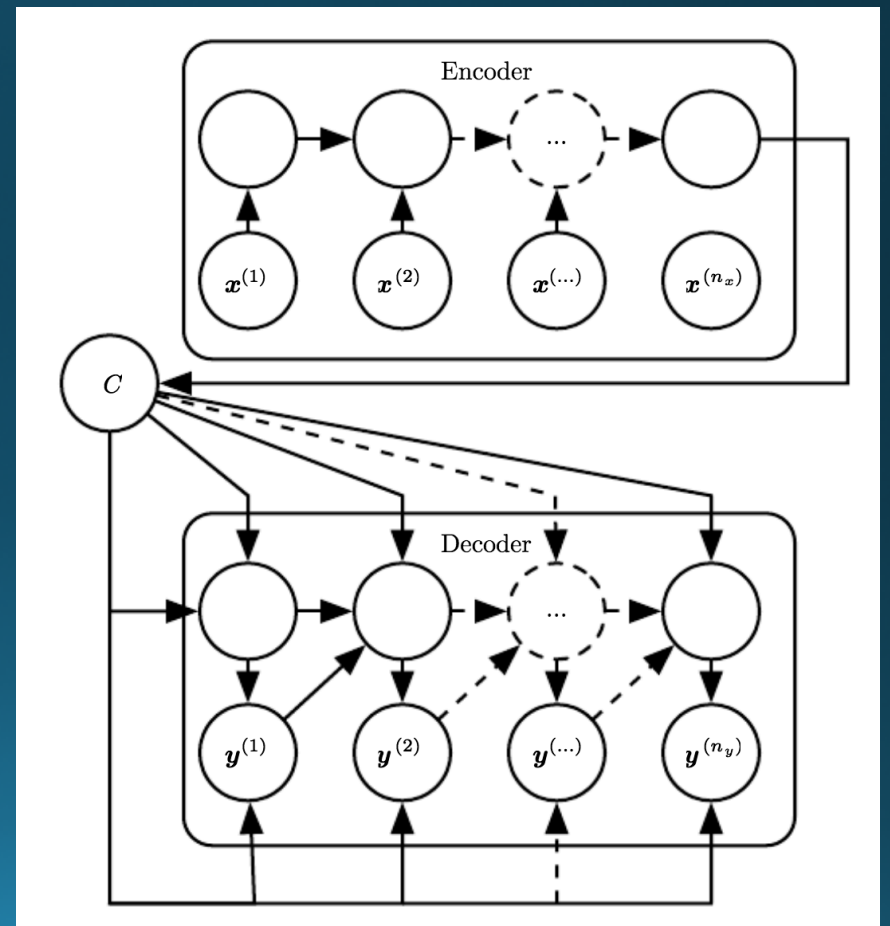 Encoder
...
x^(1) x^(2) x^(...) x^(n_x)
C
Decoder
...
y^(1) y^(2) y^(...) y^(n_y)